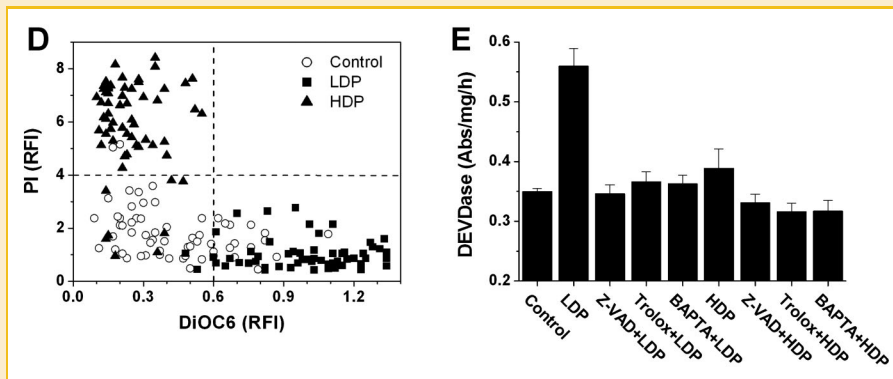 D
8
6
4
2
0
PI (RFI)
0.0 0.3 0.6 0.9 1.2
DiOC6 (RFI)
Control
LDP
HDP
E
0.6
0.5
0.4
0.3
0.2
DEVDase (Abs/mg/h)
Control
LDP
Z-VAD+LDP
Trolox+LDP
BAPTA+LDP
HDP
Z-VAD+HDP
Trolox+HDP
BAPTA+HDP